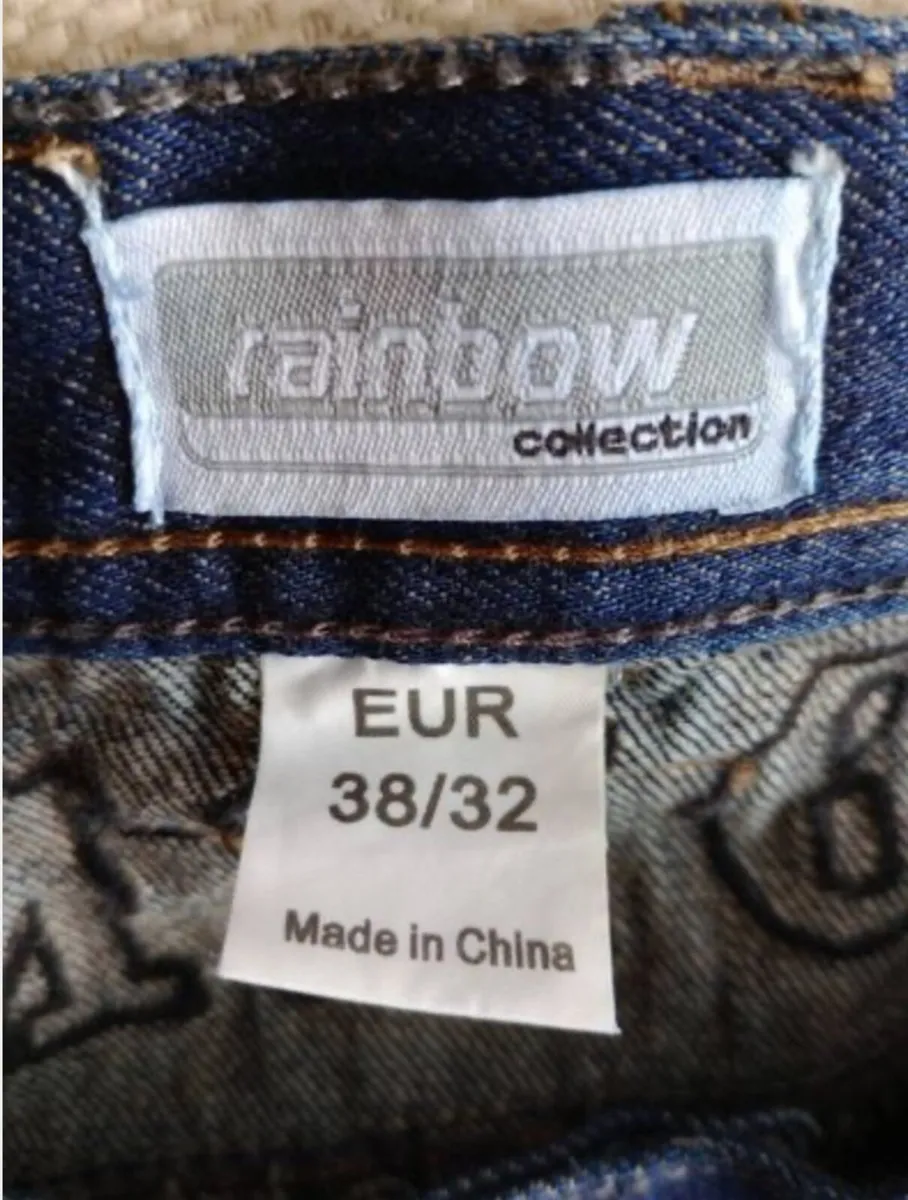 rainbow
collection
EUR
38/32
Made in China